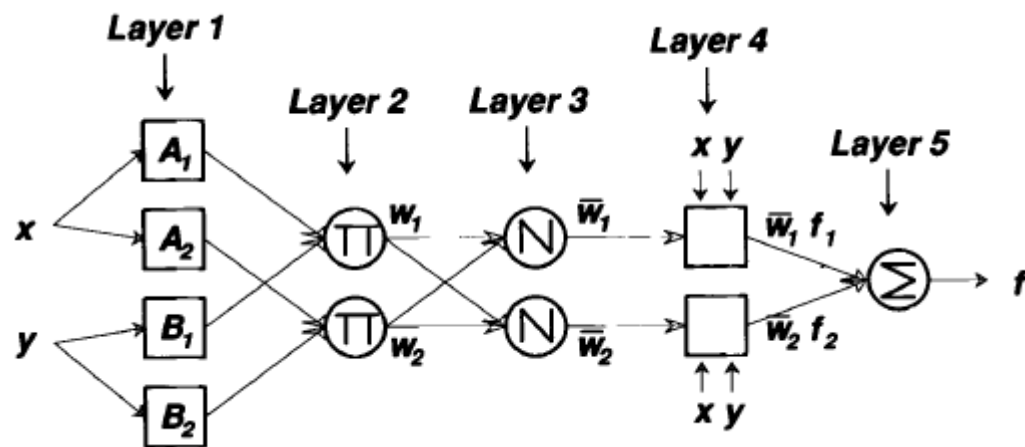 Layer 1
Layer 4
Layer 2
Layer 3
x y
Layer 5
A₁
x
A₂
Π
w₁
N
w̅₁
w̅₁ f₁
Σ
f
y
B₁
Π
w₂
N
w̅₂
w̅₂ f₂
B₂
x y